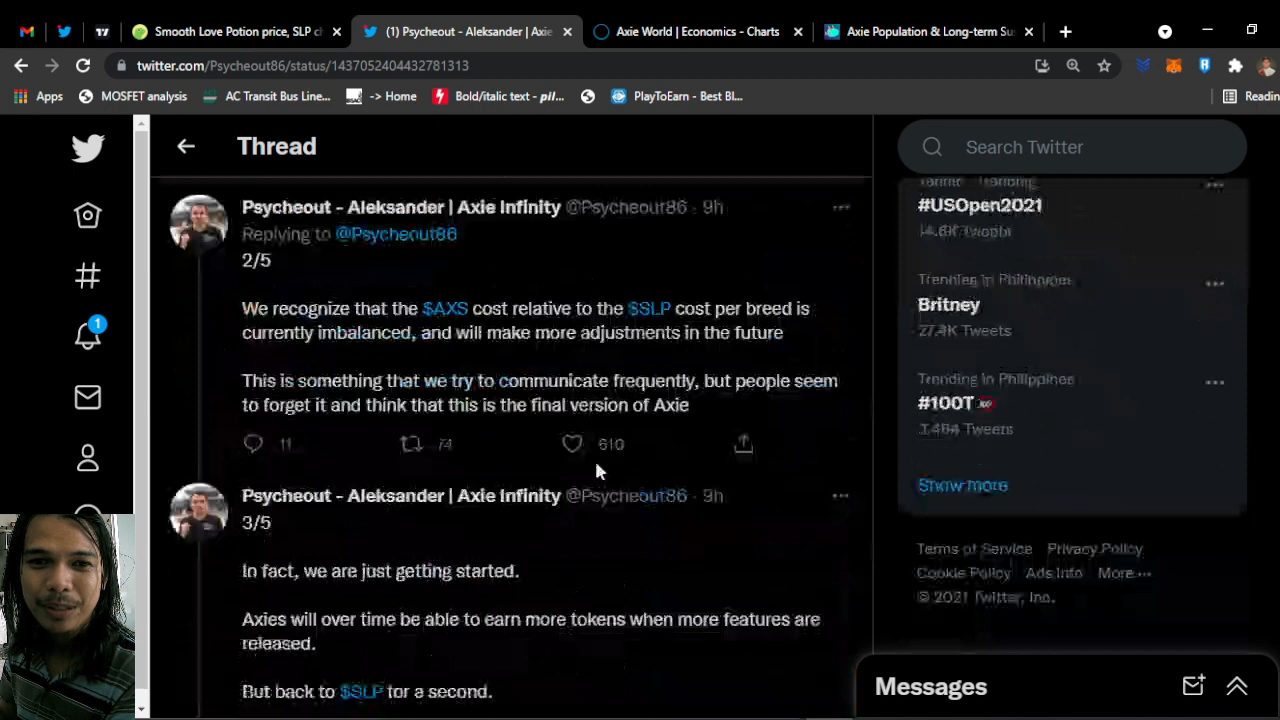 Smooth Love Potion price, SLP c
(1) Psycheout - Aleksander | Axie
Axie World | Economics - Charts
Axie Population & Long-term Su
twitter.com/Psycheout86/status/1437052404432781313
Apps
MOSFET analysis
AC Transit Bus Line...
-> Home
Bold/italic text - pil...
PlayToEarn - Best Bl...
Readin
Thread
Search Twitter
Psycheout - Aleksander | Axie Infinity @Psycheout86 · 9h
Replying to @Psycheout86
2/5
We recognize that the $AXS cost relative to the $SLP cost per breed is
currently imbalanced, and will make more adjustments in the future
This is something that we try to communicate frequently, but people seem
to forget it and think that this is the final version of Axie
11
74
610
Psycheout - Aleksander | Axie Infinity @Psycheout86 · 9h
3/5
In fact, we are just getting started.
Axies will over time be able to earn more tokens when more features are
released.
But back to $SLP for a second.
Trending
#USOpen2021
Tweets
Trending in Philippines
Britney
27.4K Tweets
Trending in Philippines
#100T
Tweets
Show more
Terms of Service Privacy Policy
Cookie Policy Ads info More ···
© 2021 Twitter, Inc.
Messages
1